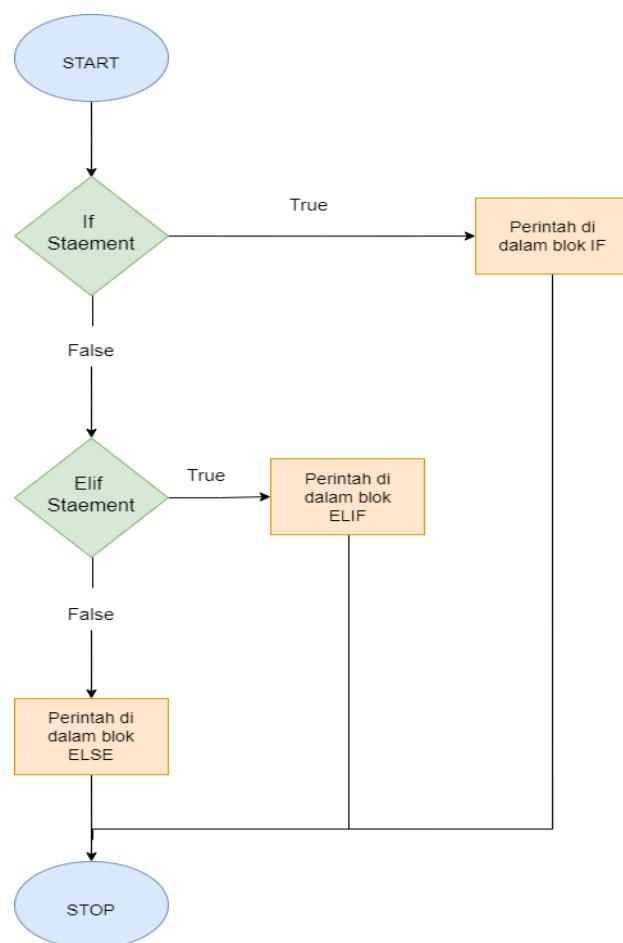 START
If
Staement
True
Perintah di
dalam blok IF
False
Elif
Staement
True
Perintah di
dalam blok
ELIF
False
Perintah di
dalam blok
ELSE
STOP